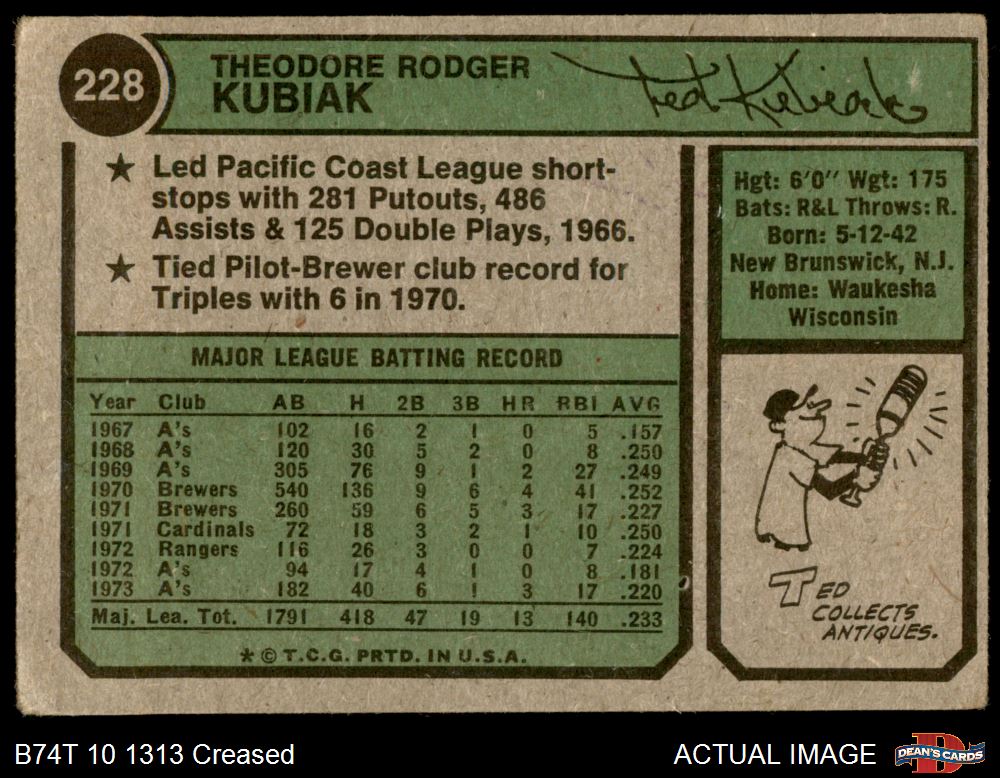 228
THEODORE RODGER
KUBIAK
Ted Kubiak
★ Led Pacific Coast League short-
stops with 281 Putouts, 486
Assists & 125 Double Plays, 1966.
★ Tied Pilot-Brewer club record for
Triples with 6 in 1970.
Hgt: 6'0" Wgt: 175
Bats: R&L Throws: R.
Born: 5-12-42
New Brunswick, N.J.
Home: Waukesha
Wisconsin
MAJOR LEAGUE BATTING RECORD
Year Club AB H 2B 3B HR RBI AVG
1967 A's 102 16 2 1 0 5 .157
1968 A's 120 30 5 2 0 8 .250
1969 A's 305 76 9 1 2 27 .249
1970 Brewers 540 136 9 6 4 41 .252
1971 Brewers 260 59 6 5 3 17 .227
1971 Cardinals 72 18 3 2 1 10 .250
1972 Rangers 116 26 3 0 0 7 .224
1972 A's 94 17 4 1 0 8 .181
1973 A's 182 40 6 1 3 17 .220
Maj. Lea. Tot. 1791 418 47 19 13 140 .233
* © T.C.G. PRTD. IN U.S.A.
TED
COLLECTS
ANTIQUES.
B74T 10 1313 Creased
ACTUAL IMAGE
DEAN'S CARDS